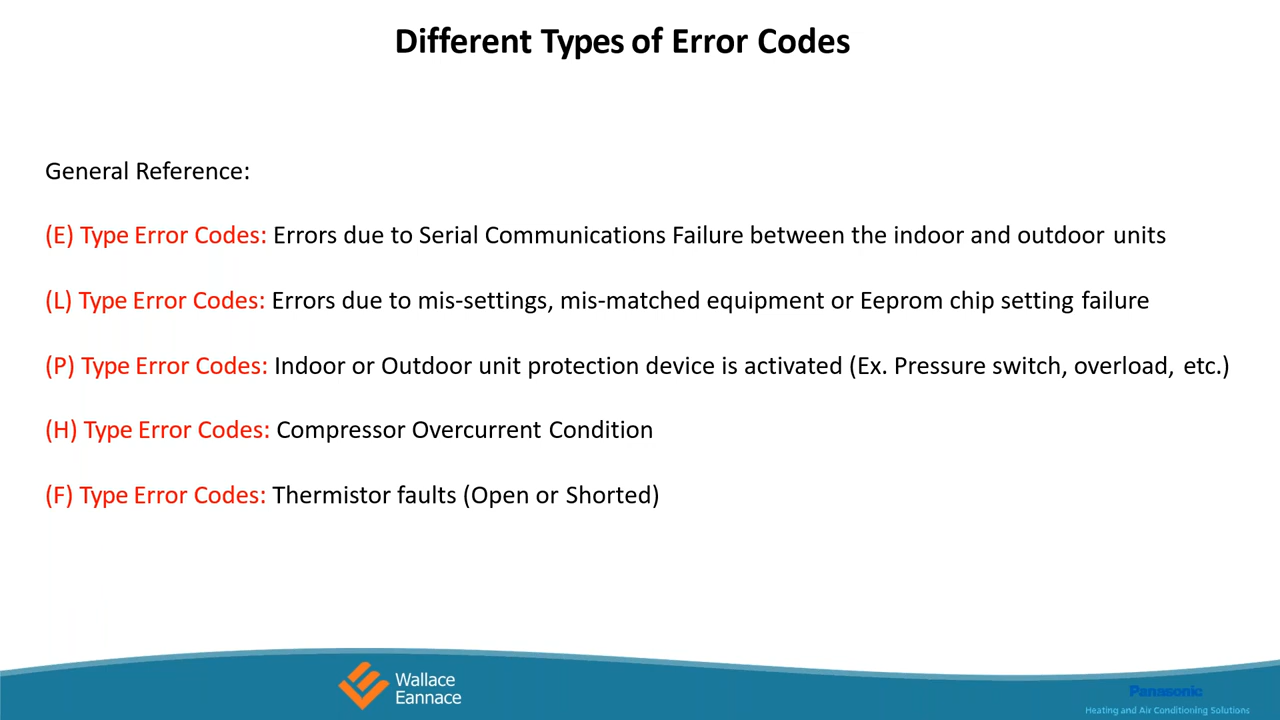 Different Types of Error Codes
General Reference:
(E) Type Error Codes: Errors due to Serial Communications Failure between the indoor and outdoor units
(L) Type Error Codes: Errors due to mis-settings, mis-matched equipment or Eeprom chip setting failure
(P) Type Error Codes: Indoor or Outdoor unit protection device is activated (Ex. Pressure switch, overload, etc.)
(H) Type Error Codes: Compressor Overcurrent Condition
(F) Type Error Codes: Thermistor faults (Open or Shorted)
Wallace
Eannace
Panasonic
Heating and Air Conditioning Solutions